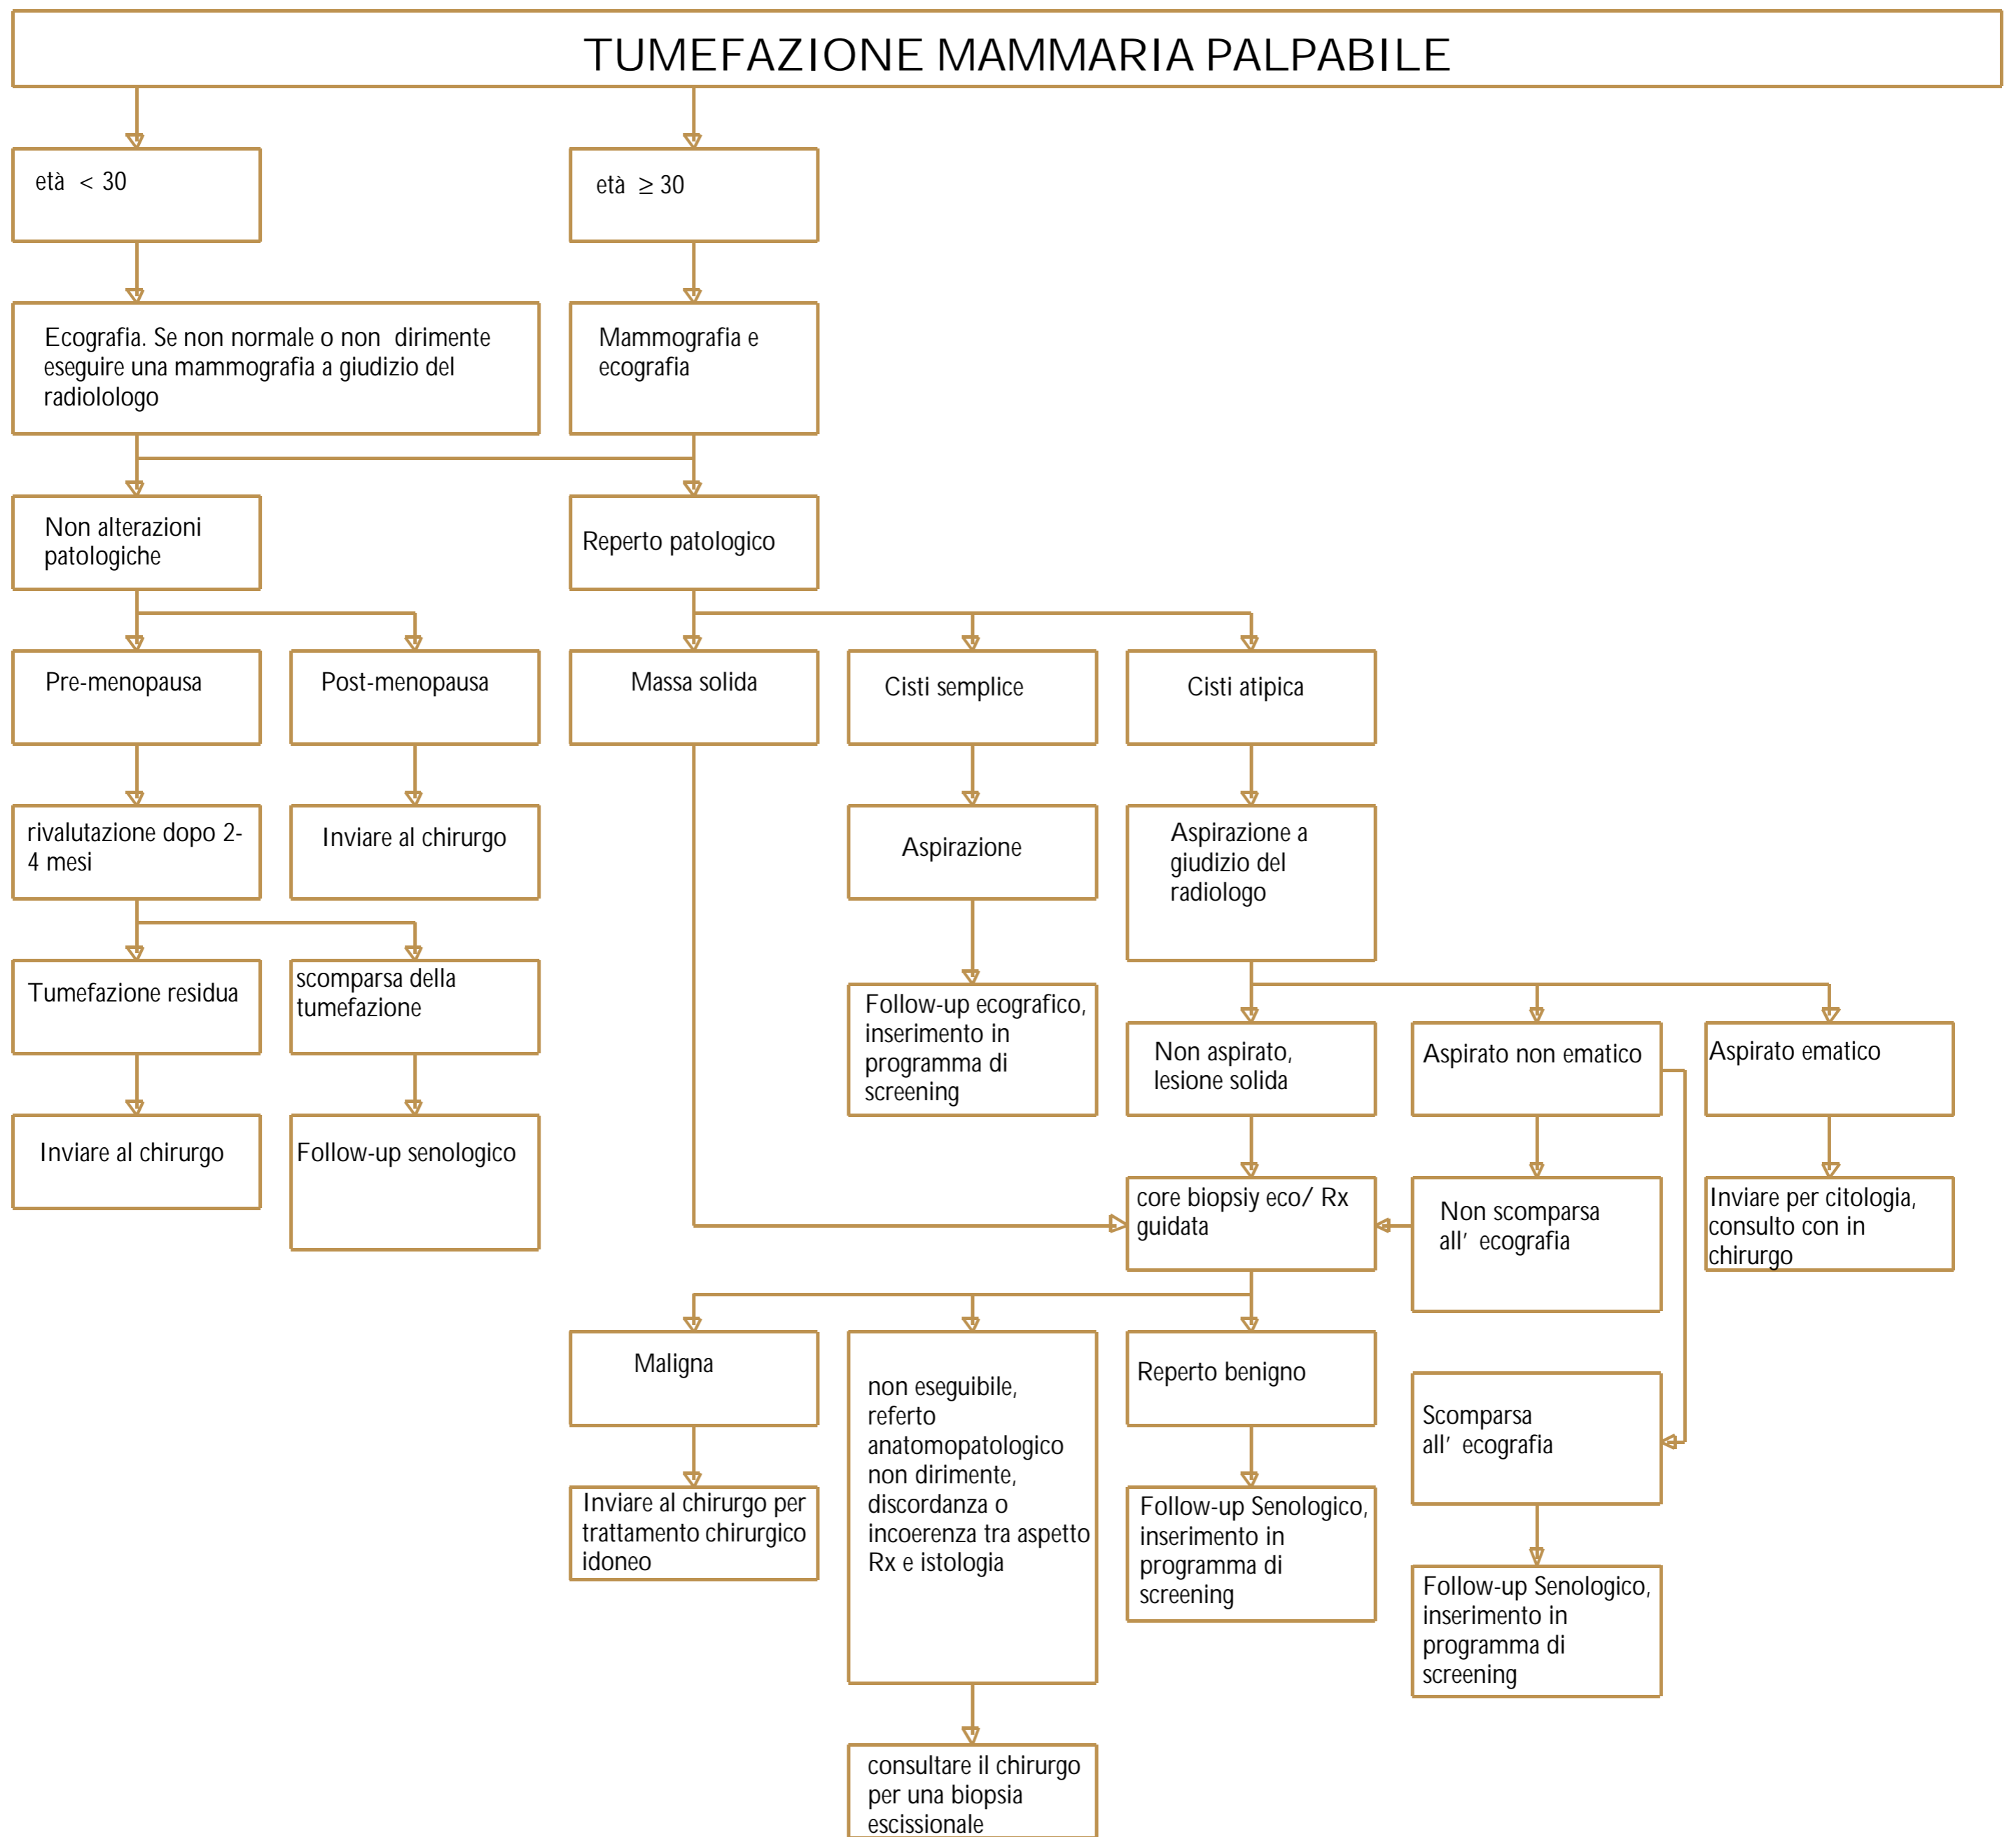 TUMEFAZIONE MAMMARIA PALPABILE
età < 30
età ≥ 30
Ecografia. Se non normale o non dirimente
eseguire una mammografia a giudizio del
radiolologo
Mammografia e
ecografia
Non alterazioni
patologiche
Reperto patologico
Pre-menopausa
Post-menopausa
Massa solida
Cisti semplice
Cisti atipica
rivalutazione dopo 2-
4 mesi
Inviare al chirurgo
Aspirazione
Aspirazione a
giudizio del
radiologo
Tumefazione residua
scomparsa della
tumefazione
Follow-up ecografico,
inserimento in
programma di
screening
Non aspirato,
lesione solida
Aspirato non ematico
Aspirato ematico
Inviare al chirurgo
Follow-up senologico
core biopsiy eco/ Rx
guidata
Non scomparsa
all' ecografia
Inviare per citologia,
consulto con in
chirurgo
Maligna
non eseguibile,
referto
anatomopatologico
non dirimente,
discordanza o
incoerenza tra aspetto
Rx e istologia
Reperto benigno
Scomparsa
all' ecografia
Inviare al chirurgo per
trattamento chirurgico
idoneo
Follow-up Senologico,
inserimento in
programma di
screening
Follow-up Senologico,
inserimento in
programma di
screening
consultare il chirurgo
per una biopsia
escissionale